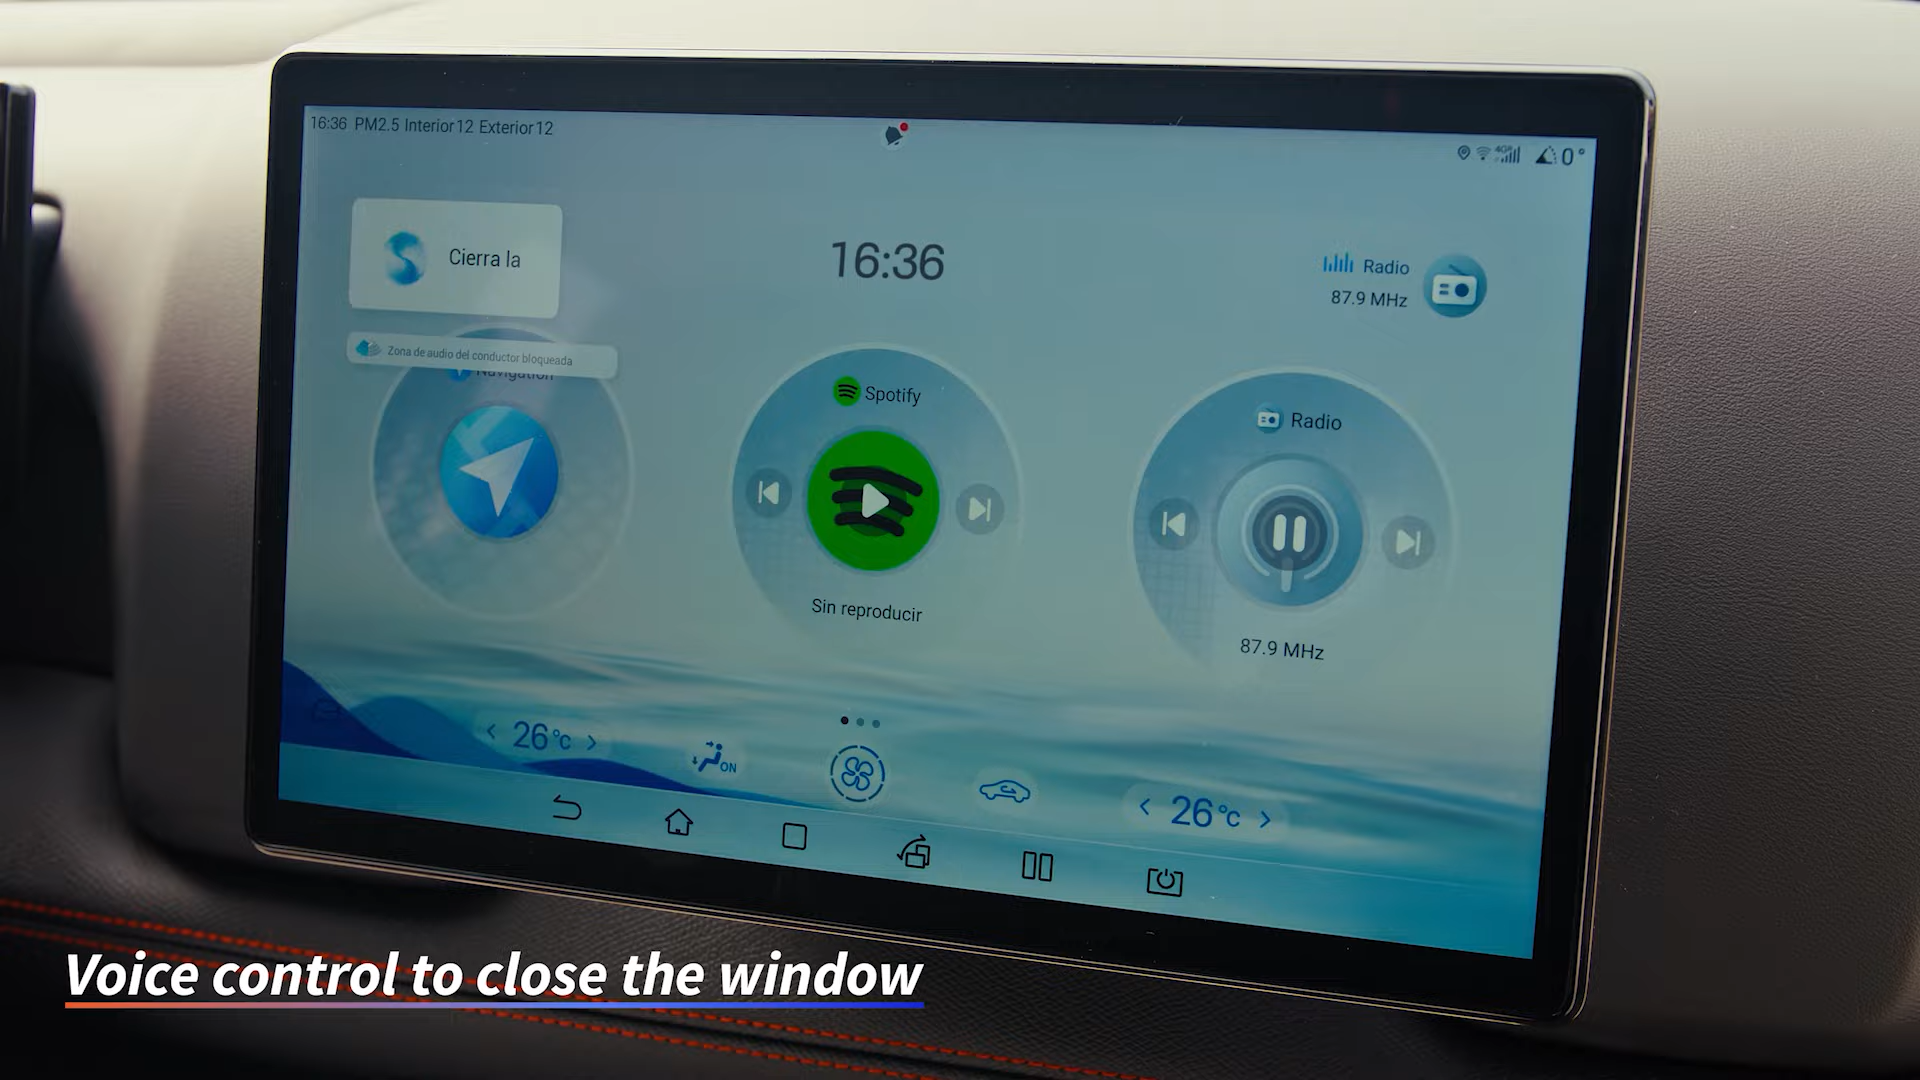 16:36 PM2.5 Interior 12 Exterior 12
0°
Cierra la
16:36
Radio
87.9 MHz
Zona de audio del conductor bloqueada
Navigation
Spotify
Radio
Sin reproducir
87.9 MHz
26°C
ON
26°C
Voice control to close the window